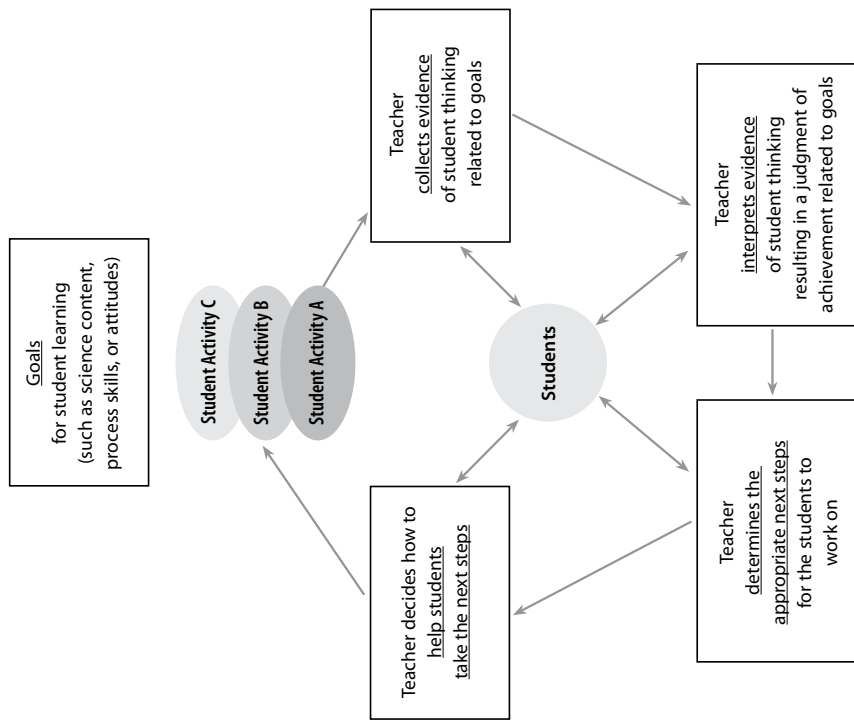 Goals
for student learning
(such as science content,
process skills, or attitudes)
Student Activity C
Student Activity B
Student Activity A
Teacher
collects evidence
of student thinking
related to goals
Teacher
interprets evidence
of student thinking
resulting in a judgment of
achievement related to goals
Teacher
determines the
appropriate next steps
for the students to
work on
Teacher decides how to
help students
take the next steps
Students